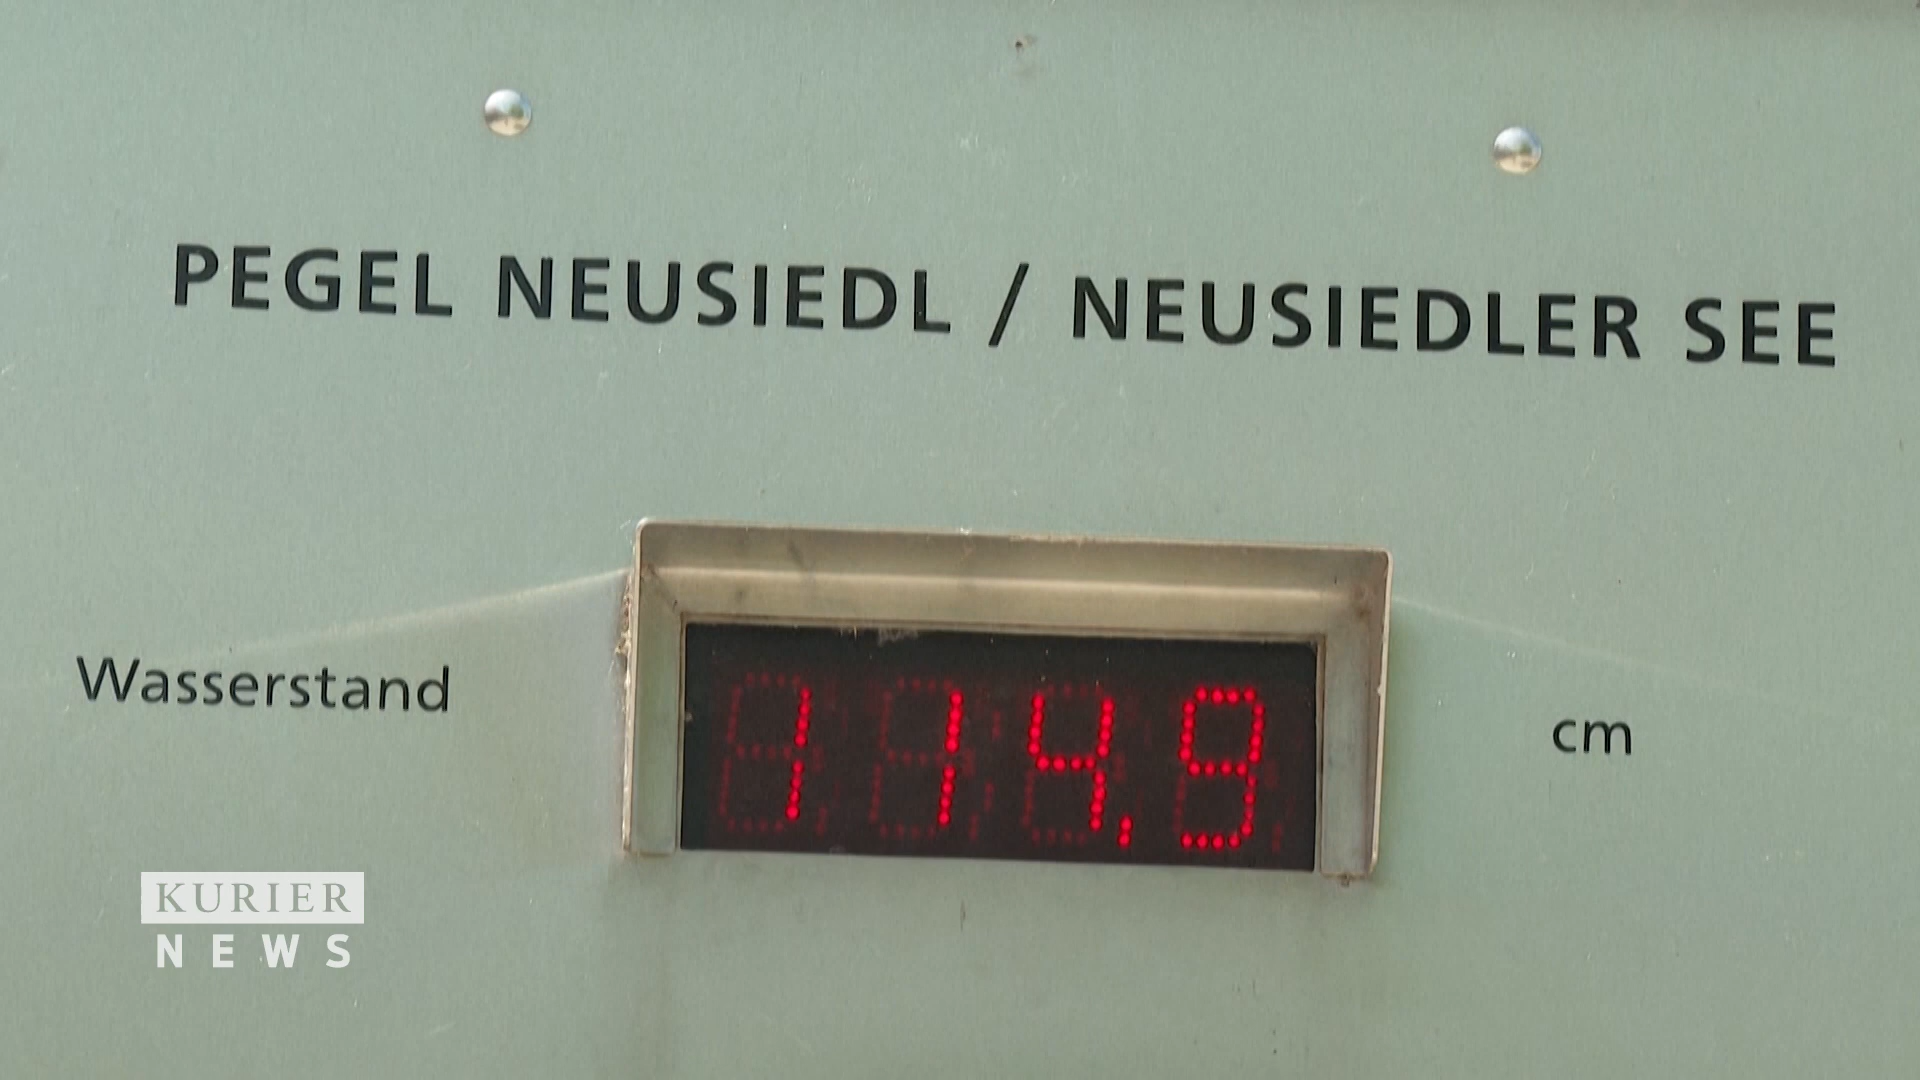 PEGEL NEUSIEDL / NEUSIEDLER SEE
Wasserstand 114,9 cm
KURIER
NEWS